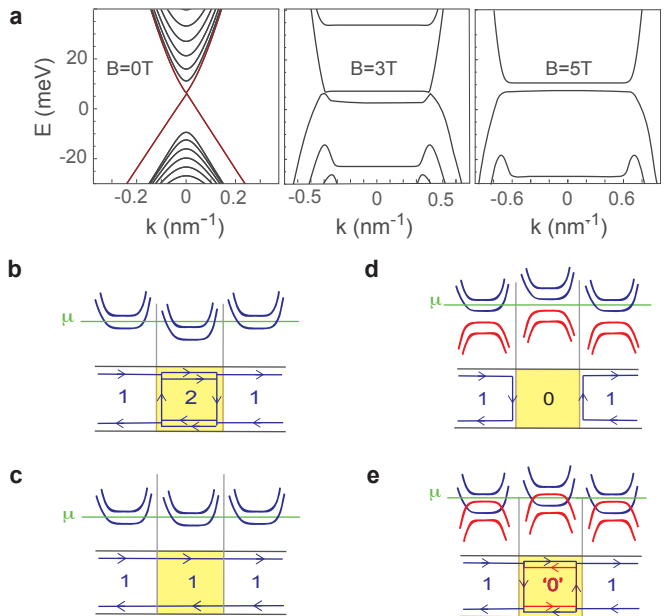 a
B=0T
B=3T
B=5T
E (meV)
20
0
-20
-0.2 0 0.2
-0.5 0 0.5
-0.6 0 0.6
k (nm⁻¹)
k (nm⁻¹)
k (nm⁻¹)
b
μ
1 2 1
d
μ
1 0 1
c
μ
1 1 1
e
μ
1 '0' 1